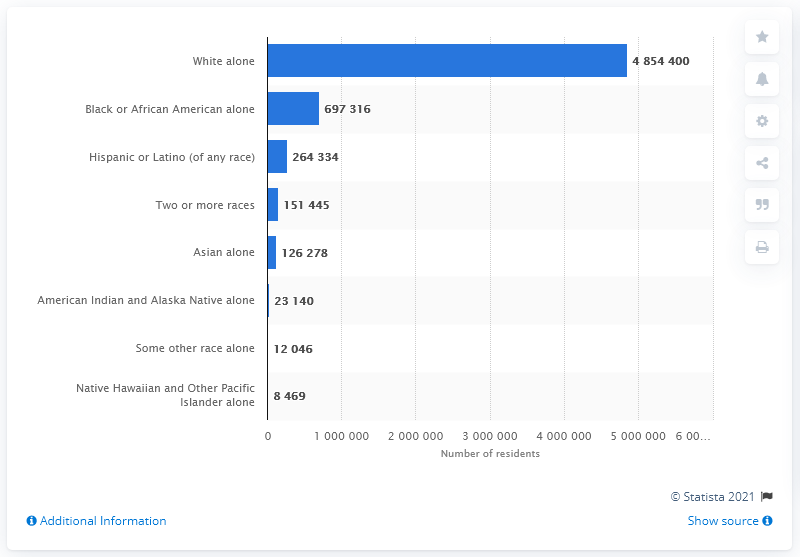 White alone
4 854 400
Black or African American alone
697 316
Hispanic or Latino (of any race)
264 334
Two or more races
151 445
Asian alone
126 278
American Indian and Alaska Native alone
23 140
Some other race alone
12 046
Native Hawaiian and Other Pacific
Islander alone
8 469
0 1 000 000 2 000 000 3 000 000 4 000 000 5 000 000 6 00...
Number of residents
© Statista 2021
Additional Information
Show source